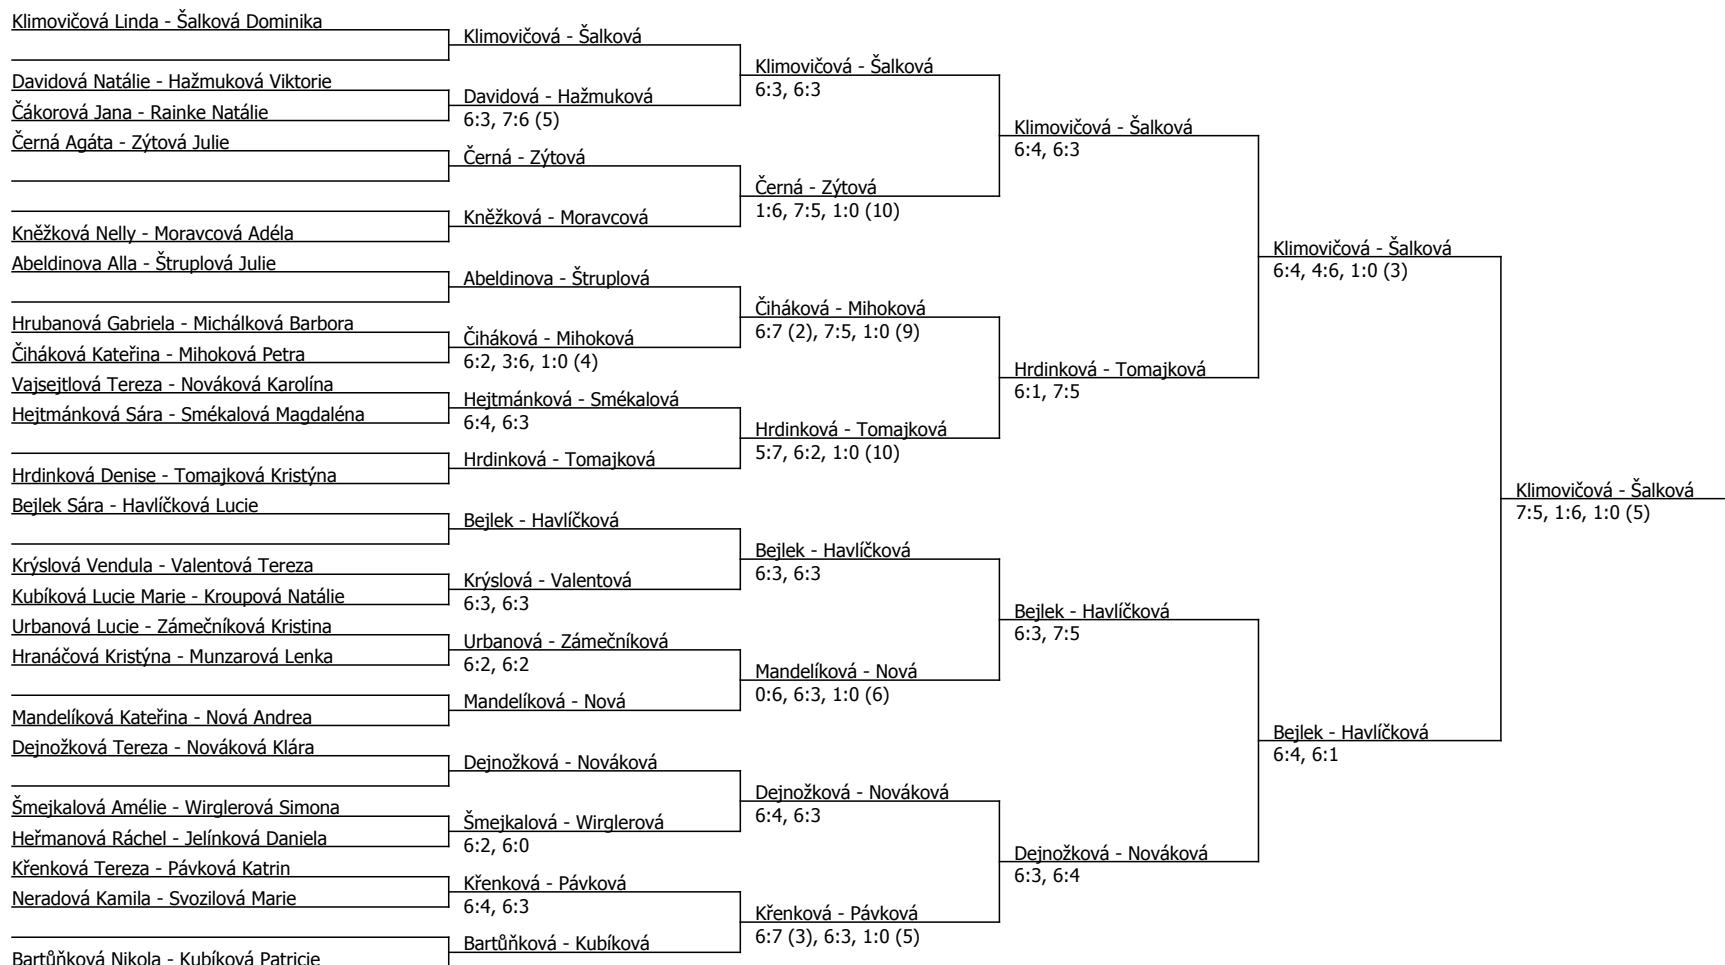 Klimovičová Linda - Šalková Dominika
Davidová Natálie - Hažmuková Viktorie
Čákorová Jana - Rainke Natálie
Černá Agáta - Zýtová Julie
Kněžková Nelly - Moravcová Adéla
Abeldinova Alla - Štruplová Julie
Hrubanová Gabriela - Michálková Barbora
Čiháková Kateřina - Mihoková Petra
Vajsejtlová Tereza - Nováková Karolína
Hejtmánková Sára - Smékalová Magdaléna
Hrdinková Denise - Tomajková Kristýna
Bejlek Sára - Havlíčková Lucie
Krýslová Vendula - Valentová Tereza
Kubíková Lucie Marie - Kroupová Natálie
Urbanová Lucie - Zámečníková Kristina
Hranáčová Kristýna - Munzarová Lenka
Mandelíková Kateřina - Nová Andrea
Dejnožková Tereza - Nováková Klára
Šmejkalová Amélie - Wirglerová Simona
Heřmanová Ráchel - Jelínková Daniela
Křenková Tereza - Pávková Katrin
Neradová Kamila - Svozilová Marie
Bartůňková Nikola - Kubíková Patricie
Klimovičová - Šalková
Davidová - Hažmuková
6:3, 7:6 (5)
Černá - Zýtová
Kněžková - Moravcová
Abeldinova - Štruplová
Čiháková - Mihoková
6:2, 3:6, 1:0 (4)
Hejtmánková - Smékalová
6:4, 6:3
Hrdinková - Tomajková
Bejlek - Havlíčková
Krýslová - Valentová
6:3, 6:3
Urbanová - Zámečníková
6:2, 6:2
Mandelíková - Nová
Dejnožková - Nováková
Šmejkalová - Wirglerová
6:2, 6:0
Křenková - Pávková
6:4, 6:3
Bartůňková - Kubíková
Klimovičová - Šalková
6:3, 6:3
Černá - Zýtová
1:6, 7:5, 1:0 (10)
Čiháková - Mihoková
6:7 (2), 7:5, 1:0 (9)
Hrdinková - Tomajková
5:7, 6:2, 1:0 (10)
Bejlek - Havlíčková
6:3, 6:3
Mandelíková - Nová
0:6, 6:3, 1:0 (6)
Dejnožková - Nováková
6:4, 6:3
Křenková - Pávková
6:7 (3), 6:3, 1:0 (5)
Klimovičová - Šalková
6:4, 6:3
Hrdinková - Tomajková
6:1, 7:5
Bejlek - Havlíčková
6:3, 7:5
Dejnožková - Nováková
6:3, 6:4
Klimovičová - Šalková
6:4, 4:6, 1:0 (3)
Bejlek - Havlíčková
6:4, 6:1
Klimovičová - Šalková
7:5, 1:6, 1:0 (5)